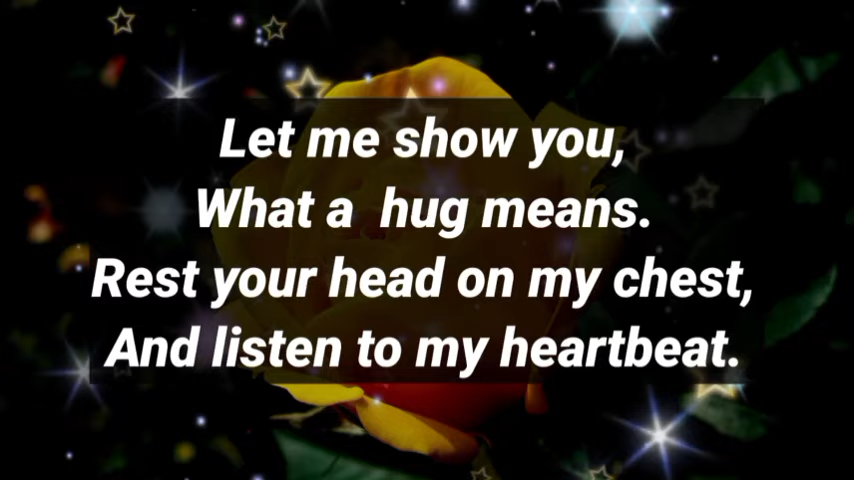 Let me show you,
What a  hug means.
Rest your head on my chest,
And listen to my heartbeat.